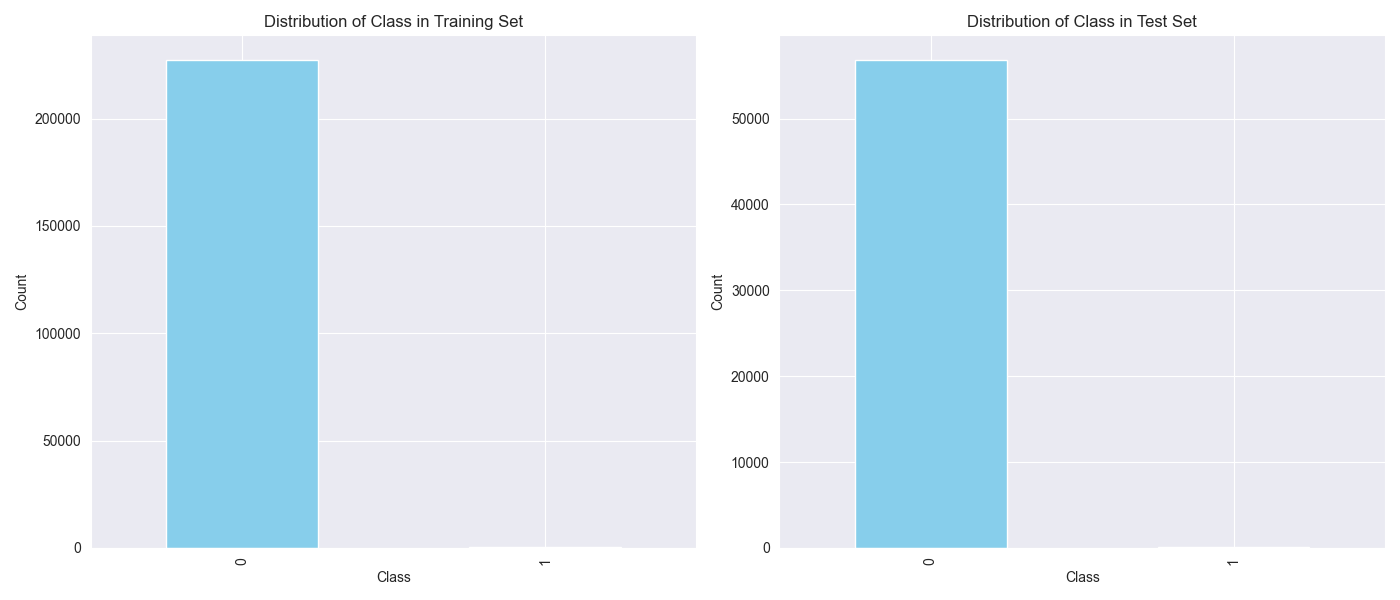 Distribution of Class in Training Set
Count
200000
150000
100000
50000
0
0
1
Class
Distribution of Class in Test Set
Count
50000
40000
30000
20000
10000
0
0
1
Class